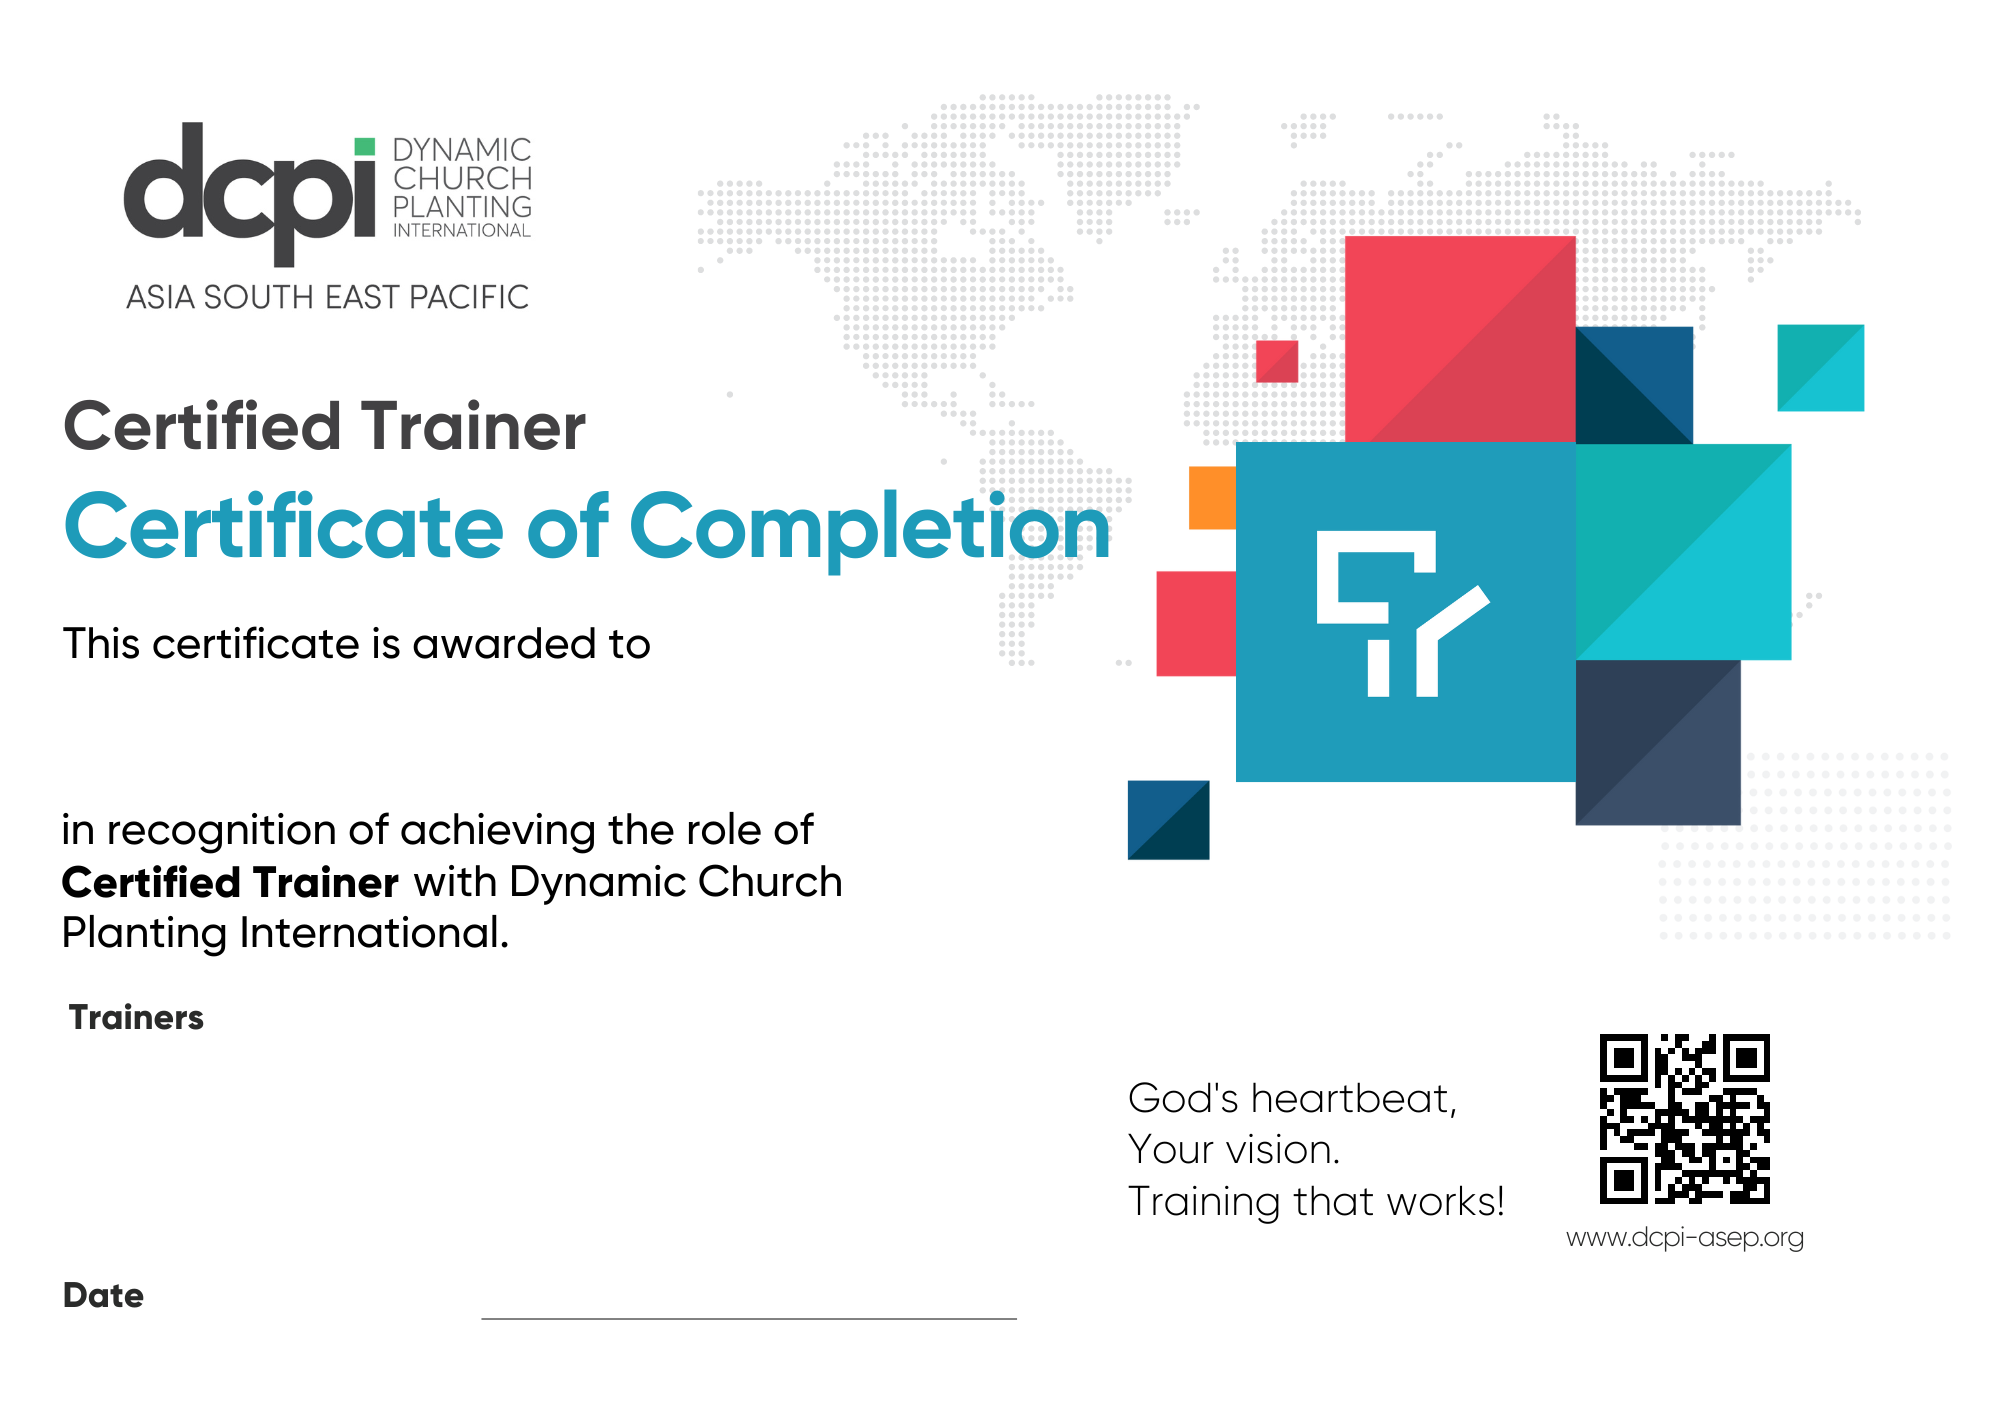 dcpi
DYNAMIC
CHURCH
PLANTING
INTERNATIONAL
ASIA SOUTH EAST PACIFIC
Certified Trainer
Certificate of Completion
This certificate is awarded to
in recognition of achieving the role of
Certified Trainer with Dynamic Church
Planting International.
Trainers
God's heartbeat,
Your vision.
Training that works!
www.dcpi-asep.org
Date